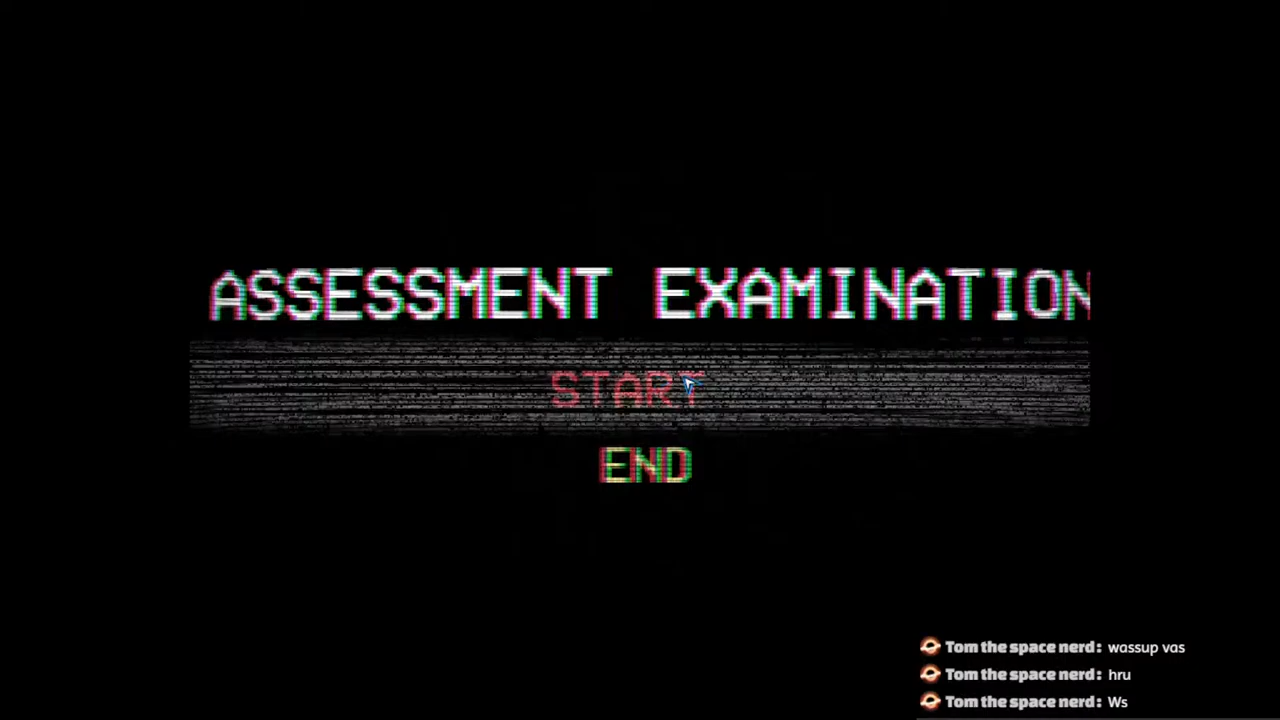 ASSESSMENT EXAMINATION
START
END
Tom the space nerd: wassup vas
Tom the space nerd: hru
Tom the space nerd: Ws